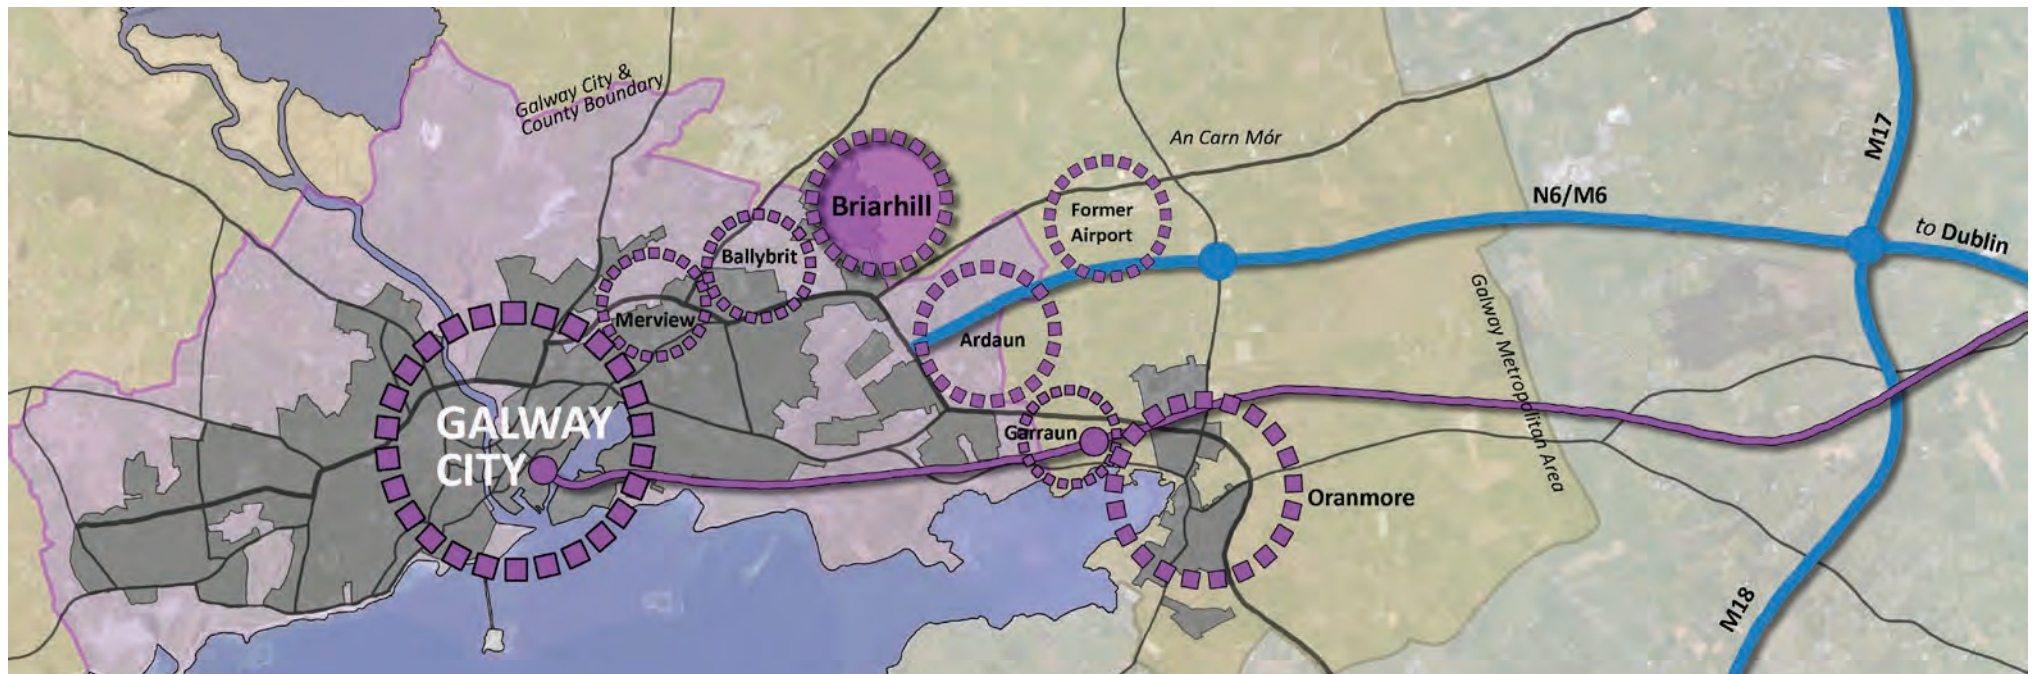 Galway City &
County Boundary
An Carn Mór
M17
Briarhill
Former
Airport
N6/M6
to Dublin
Ballybrit
Merview
Ardaun
Galway Metropolitan Area
GALWAY
CITY
Garraun
Oranmore
M18